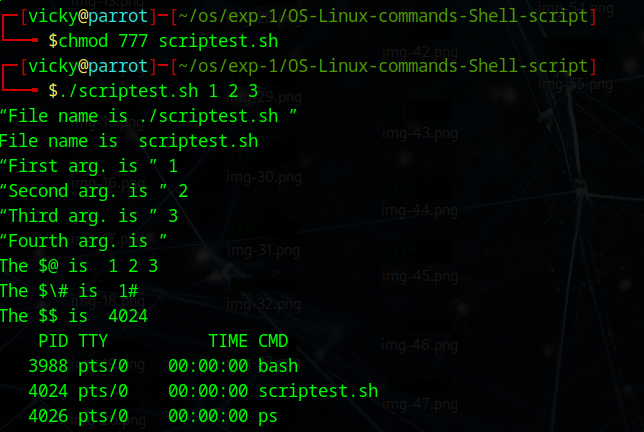 ┌─[vicky@parrot]─[~/os/exp-1/OS-Linux-commands-Shell-script]
└──╼ $chmod 777 scriptest.sh
┌─[vicky@parrot]─[~/os/exp-1/OS-Linux-commands-Shell-script]
└──╼ $./scriptest.sh 1 2 3
“File name is ./scriptest.sh ”
File name is  scriptest.sh
“First arg. is ” 1
“Second arg. is ” 2
“Third arg. is ” 3
“Fourth arg. is ”
The $@ is  1 2 3
The $\# is  1#
The $$ is  4024
    PID TTY          TIME CMD
   3988 pts/0    00:00:00 bash
   4024 pts/0    00:00:00 scriptest.sh
   4026 pts/0    00:00:00 ps
img-54.png
img-42.png
img-55.png
img-29.png
img-43.png
img-30.png
img-44.png
img-31.png
img-45.png
img-18.png
img-32.png
img-46.png
img-47.png